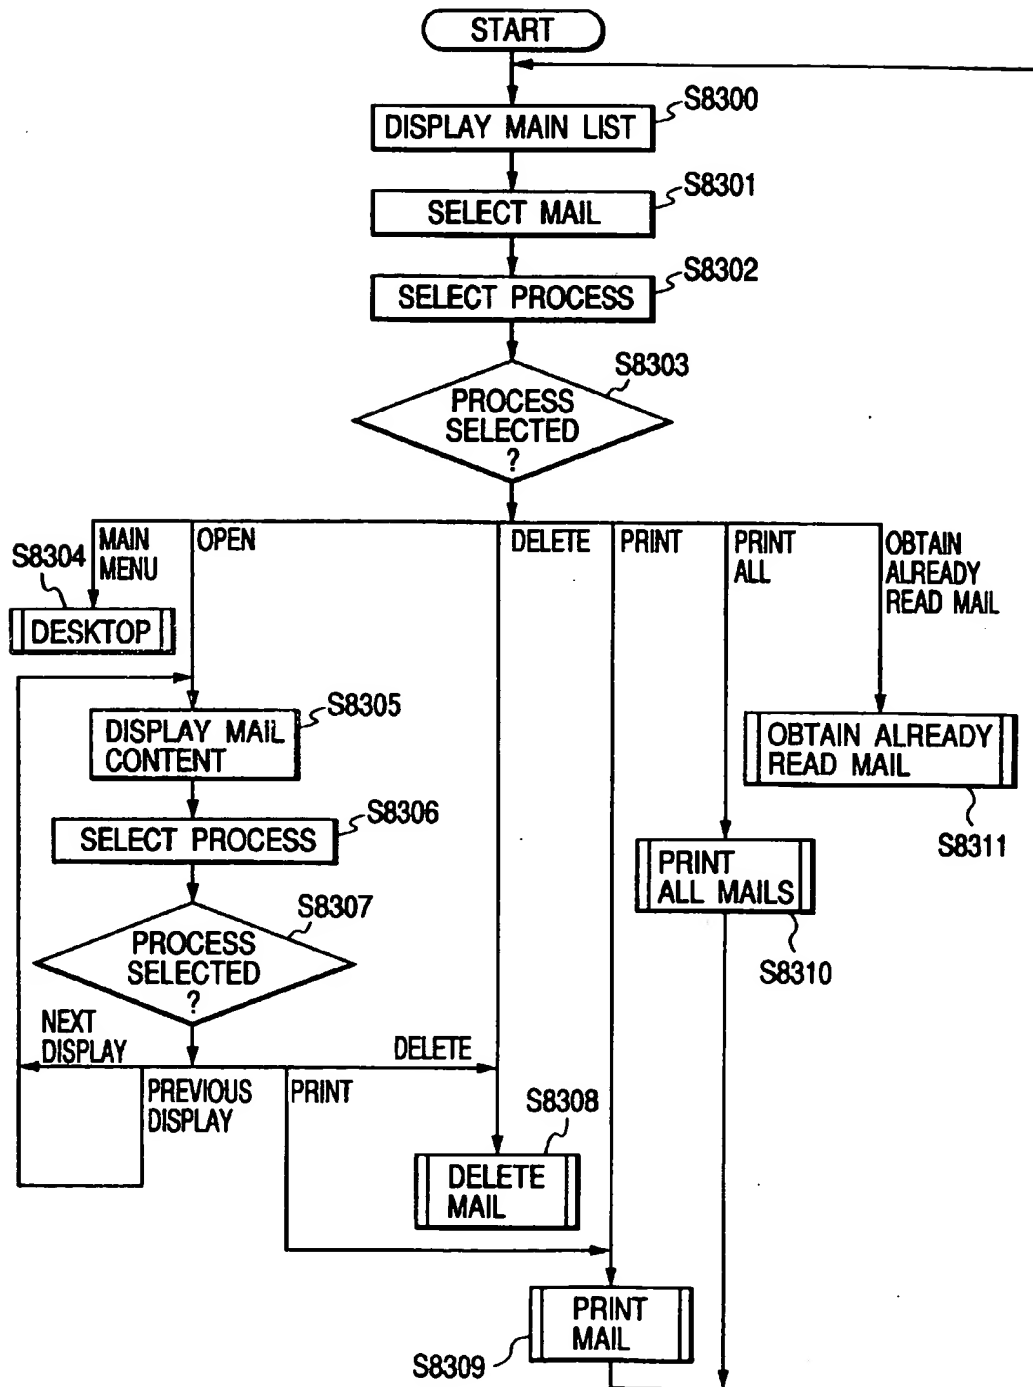 START
S8300
DISPLAY MAIN LIST
S8301
SELECT MAIL
S8302
SELECT PROCESS
S8303
PROCESS
SELECTED
?
MAIN
MENU
OPEN
DELETE
PRINT
PRINT
ALL
OBTAIN
ALREADY
READ MAIL
S8304
DESKTOP
S8305
DISPLAY MAIL
CONTENT
OBTAIN ALREADY
READ MAIL
S8311
S8306
SELECT PROCESS
PRINT
ALL MAILS
S8310
S8307
PROCESS
SELECTED
?
NEXT
DISPLAY
DELETE
PREVIOUS
DISPLAY
PRINT
S8308
DELETE
MAIL
PRINT
MAIL
S8309